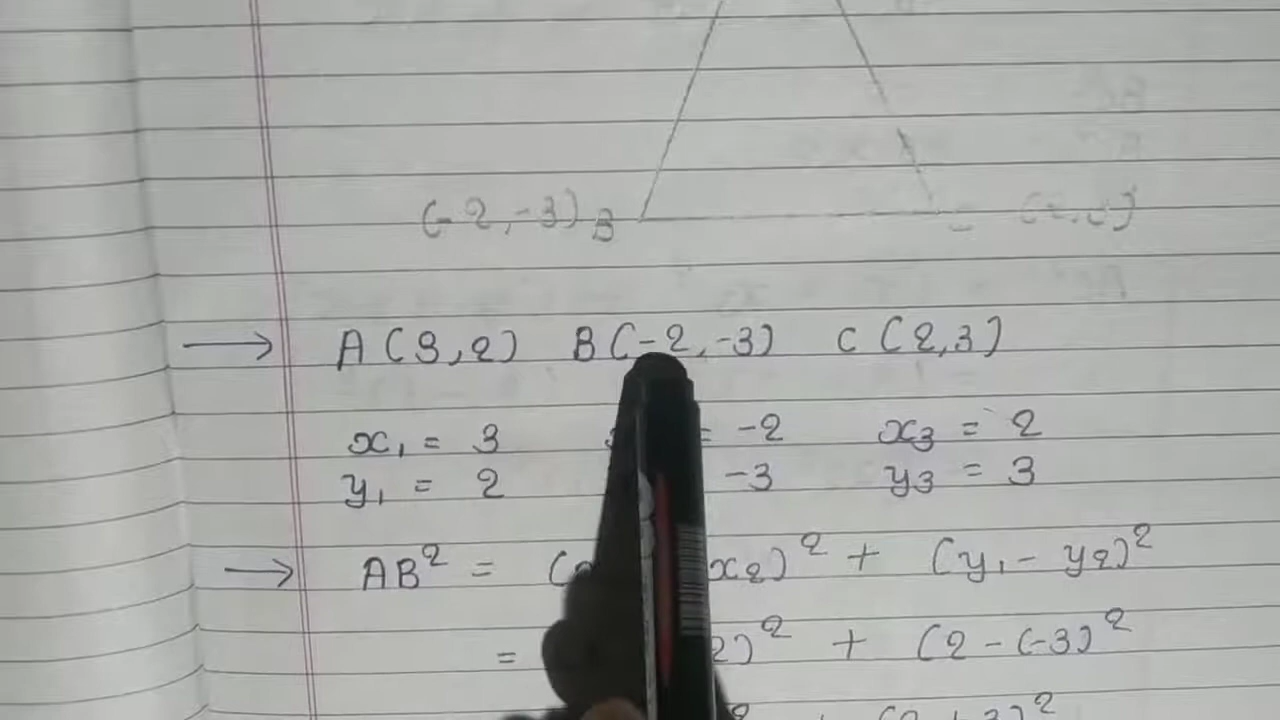 (-2,-3) B
→ A (3,2) B(-2,-3) C (2,3)
x₁ = 3 = -2 x₃ = 2
y₁ = 2 -3 y₃ = 3
→ AB² = ( x₂)² + (y₁ - y₂)²
= 2)² + (2-(-3)²